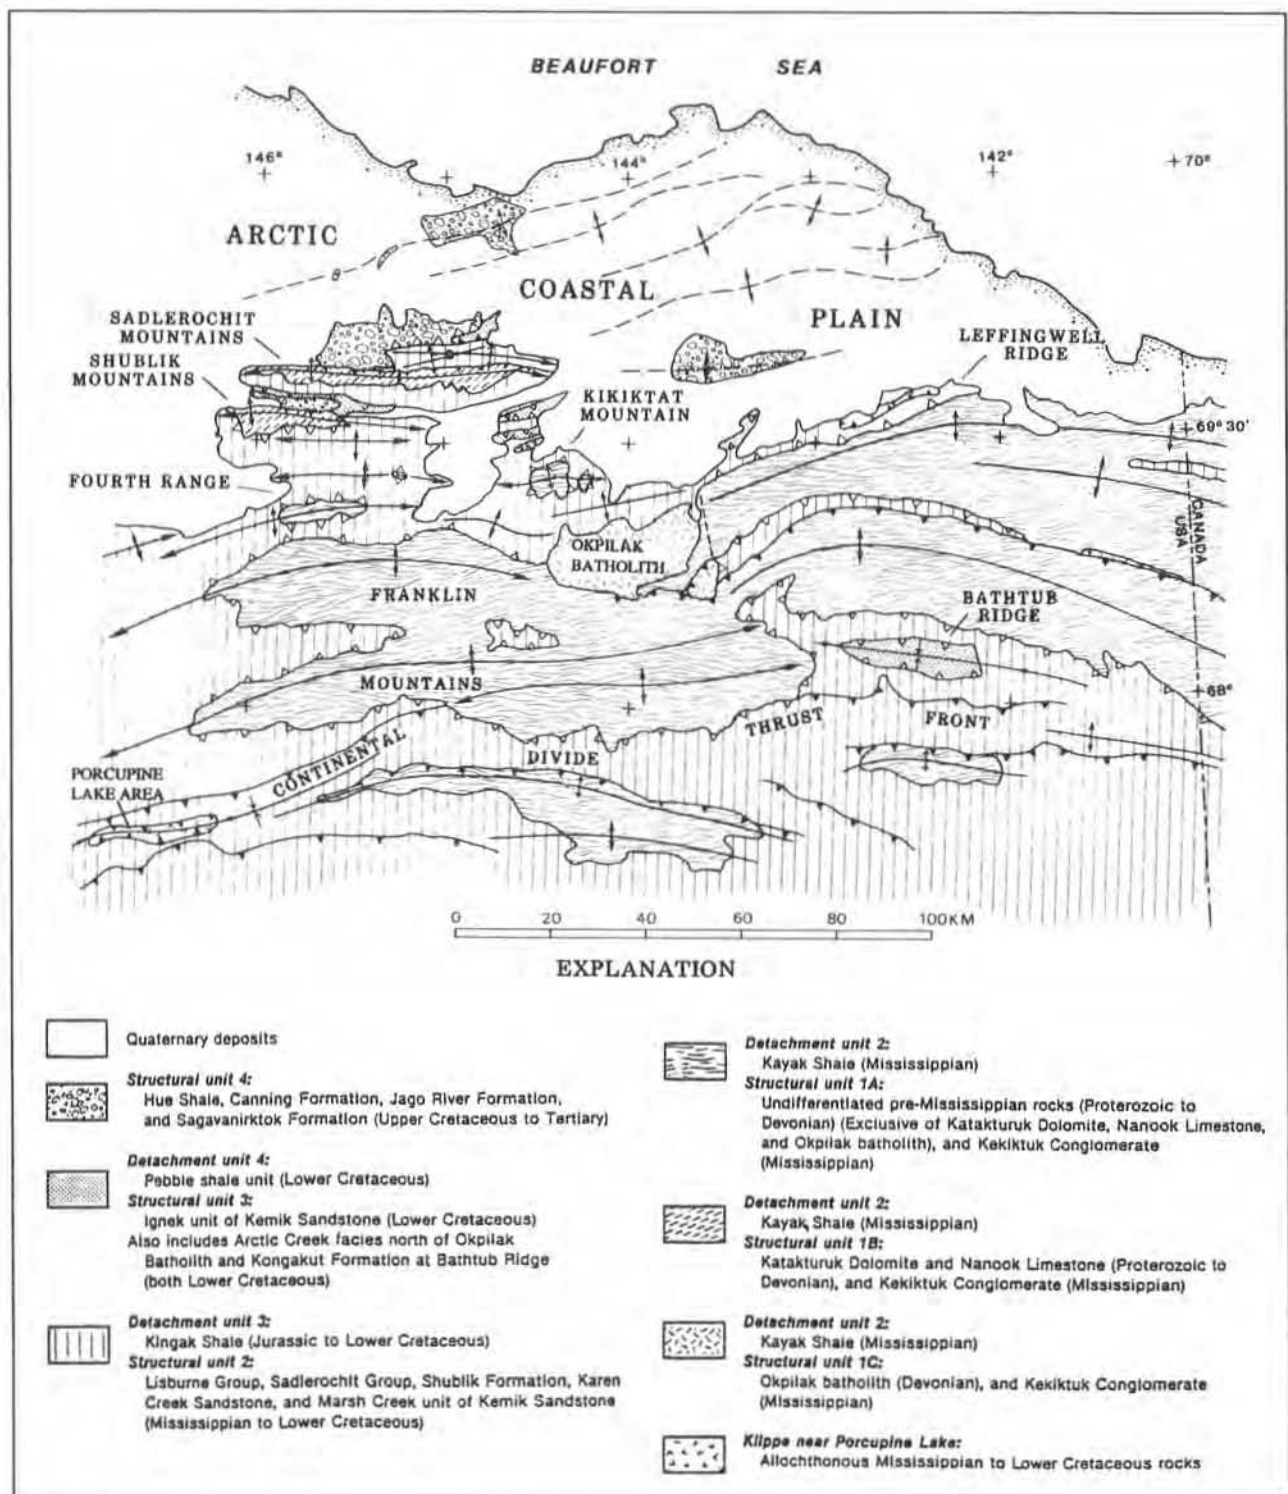 BEAUFORT SEA
146°
144°
142°
70°
ARCTIC
COASTAL
PLAIN
SADLEROCHIT
MOUNTAINS
SHUBLIK
MOUNTAINS
LEFFINGWELL
RIDGE
KIKIKTAT
MOUNTAIN
69° 30'
FOURTH RANGE
CANADA
USA
OKPILAK
BATHOLITH
FRANKLIN
BATHTUB
RIDGE
MOUNTAINS
68°
THRUST FRONT
CONTINENTAL DIVIDE
PORCUPINE
LAKE AREA
0 20 40 60 80 100KM
EXPLANATION
Quaternary deposits
Structural unit 4:
Hue Shale, Canning Formation, Jago River Formation,
and Sagavanirktok Formation (Upper Cretaceous to Tertiary)
Detachment unit 4:
Pebble shale unit (Lower Cretaceous)
Structural unit 3:
Ignek unit of Kemik Sandstone (Lower Cretaceous)
Also includes Arctic Creek facies north of Okpilak
Batholith and Kongakut Formation at Bathtub Ridge
(both Lower Cretaceous)
Detachment unit 3:
Kingak Shale (Jurassic to Lower Cretaceous)
Structural unit 2:
Lisburne Group, Sadlerochit Group, Shublik Formation, Karen
Creek Sandstone, and Marsh Creek unit of Kemik Sandstone
(Mississippian to Lower Cretaceous)
Detachment unit 2:
Kayak Shale (Mississippian)
Structural unit 1A:
Undifferentiated pre-Mississippian rocks (Proterozoic to
Devonian) (Exclusive of Katakturuk Dolomite, Nanook Limestone,
and Okpilak batholith), and Kekiktuk Conglomerate
(Mississippian)
Detachment unit 2:
Kayak Shale (Mississippian)
Structural unit 1B:
Katakturuk Dolomite and Nanook Limestone (Proterozoic to
Devonian), and Kekiktuk Conglomerate (Mississippian)
Detachment unit 2:
Kayak Shale (Mississippian)
Structural unit 1C:
Okpilak batholith (Devonian), and Kekiktuk Conglomerate
(Mississippian)
Klippe near Porcupine Lake:
Allochthonous Mississippian to Lower Cretaceous rocks